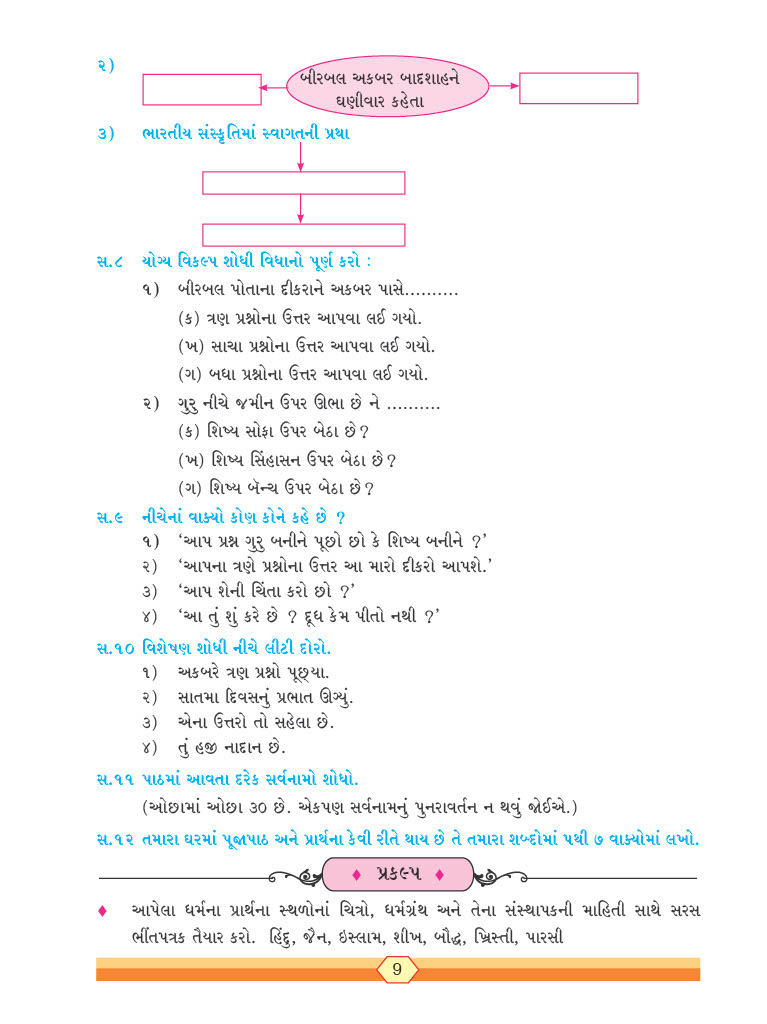 ૨)
બીરબલ અકબર બાદશાહને
ઘણીવાર કહેતા
૩) ભારતીય સંસ્કૃતિમાં સ્વાગતની પ્રથા
સ.૮ યોગ્ય વિકલ્પ શોધી વિધાનો પૂર્ણ કરો :
૧) બીરબલ પોતાના દીકરાને અકબર પાસે..........
(ક) ત્રણ પ્રશ્નોના ઉત્તર આપવા લઈ ગયો.
(ખ) સાચા પ્રશ્નોના ઉત્તર આપવા લઈ ગયો.
(ગ) બધા પ્રશ્નોના ઉત્તર આપવા લઈ ગયો.
૨) ગુરુ નીચે જમીન ઉપર ઊભા છે ને ..........
(ક) શિષ્ય સોફા ઉપર બેઠા છે?
(ખ) શિષ્ય સિંહાસન ઉપર બેઠા છે?
(ગ) શિષ્ય બૅન્ચ ઉપર બેઠા છે?
સ.૯ નીચેનાં વાક્યો કોણ કોને કહે છે ?
૧) ‘આપ પ્રશ્ન ગુરુ બનીને પૂછો છો કે શિષ્ય બનીને ?’
૨) ‘આપના ત્રણે પ્રશ્નોના ઉત્તર આ મારો દીકરો આપશે.’
૩) ‘આપ શેની ચિંતા કરો છો ?’
૪) ‘આ તું શું કરે છે ? દૂધ કેમ પીતો નથી ?’
સ.૧૦ વિશેષણ શોધી નીચે લીટી દોરો.
૧) અકબરે ત્રણ પ્રશ્નો પૂછ્યા.
૨) સાતમા દિવસનું પ્રભાત ઊગ્યું.
૩) એના ઉત્તરો તો સહેલા છે.
૪) તું હજી નાદાન છે.
સ.૧૧ પાઠમાં આવતા દરેક સર્વનામો શોધો.
(ઓછામાં ઓછા ૩૦ છે. એકપણ સર્વનામનું પુનરાવર્તન ન થવું જોઈએ.)
સ.૧૨ તમારા ઘરમાં પૂજાપાઠ અને પ્રાર્થના કેવી રીતે થાય છે તે તમારા શબ્દોમાં ૫થી ૭ વાક્યોમાં લખો.
♦ પ્રકલ્પ ♦
♦ આપેલા ધર્મના પ્રાર્થના સ્થળોનાં ચિત્રો, ધર્મગ્રંથ અને તેના સંસ્થાપકની માહિતી સાથે સરસ
ભીંતપત્રક તૈયાર કરો. હિંદુ, જૈન, ઇસ્લામ, શીખ, બૌદ્ધ, ખ્રિસ્તી, પારસી
9